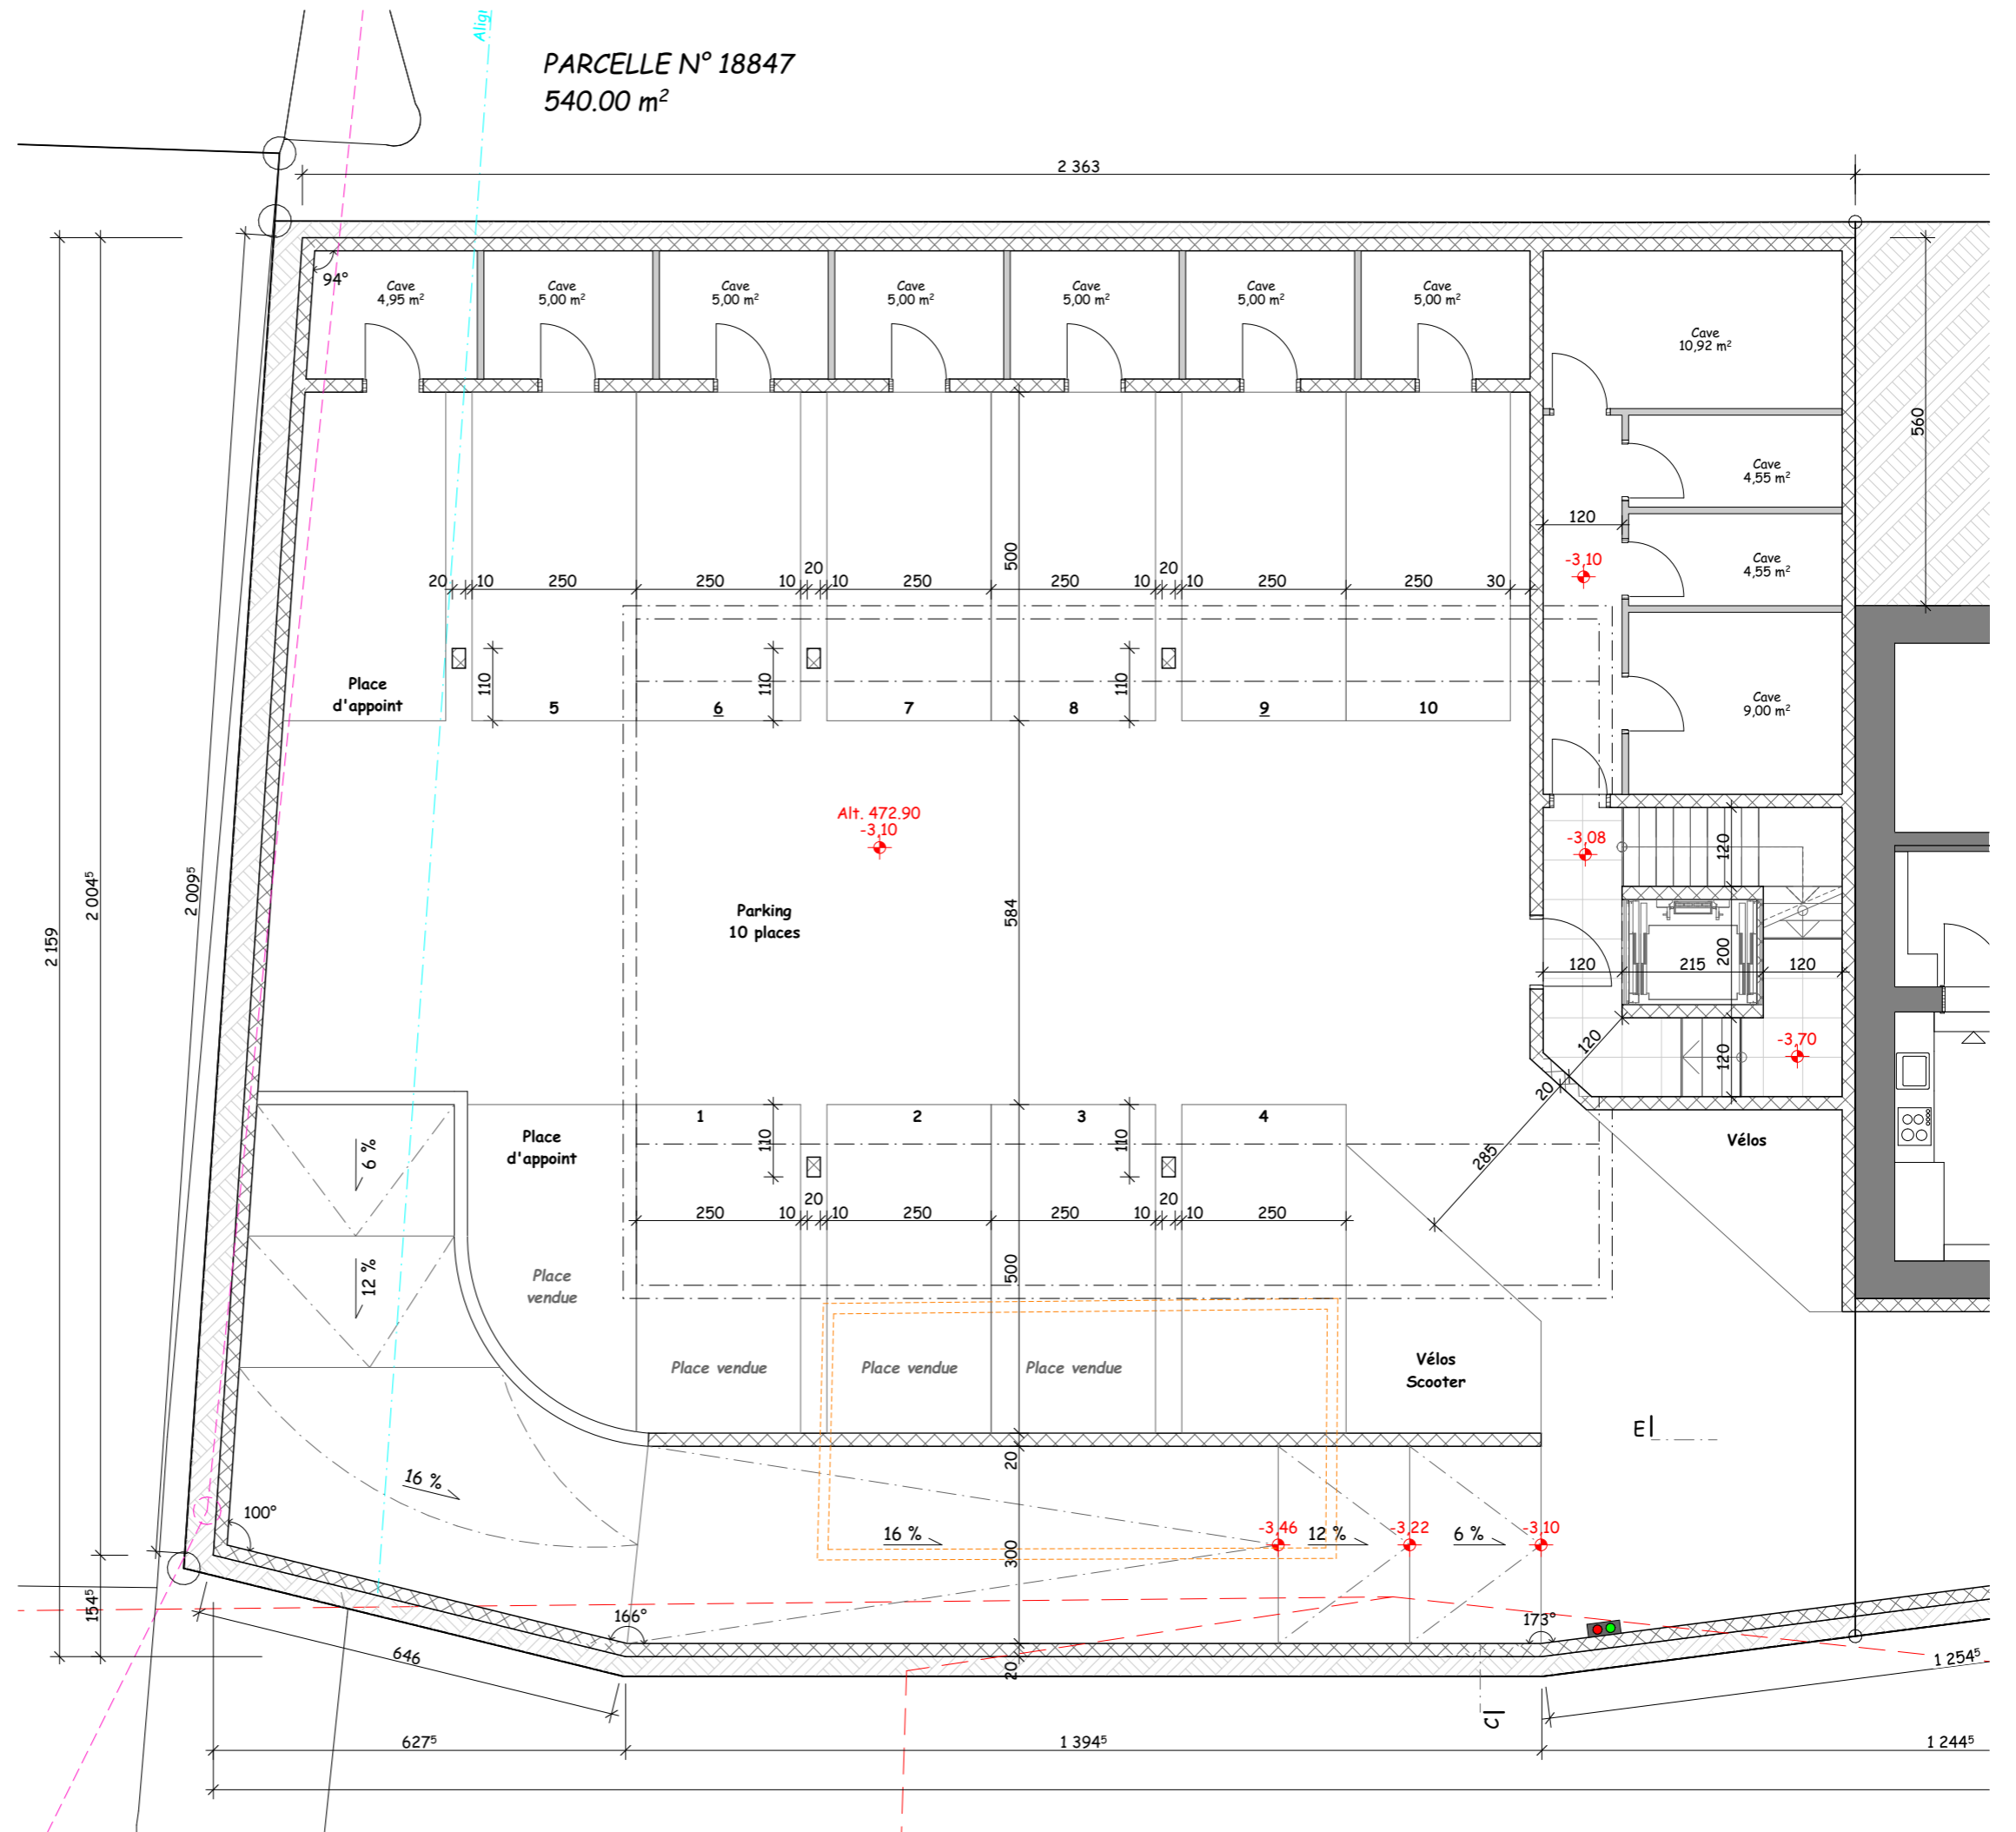 Alig
PARCELLE N° 18847
540.00 m²
2 363
94°
Cave
4,95 m²
Cave
5,00 m²
Cave
5,00 m²
Cave
5,00 m²
Cave
5,00 m²
Cave
5,00 m²
Cave
5,00 m²
Cave
10,92 m²
560
Cave
4,55 m²
120
500
-3,10
Cave
4,55 m²
20
10
250
250
10
20
10
250
250
10
20
10
250
250
30
110
110
110
Place
d'appoint
5
6
7
8
9
10
Cave
9,00 m²
Alt. 472.90
-3,10
-3,08
120
2 159
2 004⁵
2 009⁵
Parking
10 places
584
120
215
200
120
120
20
120
-3,70
1
2
3
4
110
110
Place
d'appoint
6 %
Vélos
285
250
10
20
10
250
250
10
20
10
250
12 %
500
Place
vendue
Place vendue
Place vendue
Place vendue
Vélos
Scooter
E
20
16 %
100°
16 %
-3,46
12 %
-3,22
6 %
-3,10
300
154⁵
166°
173°
646
20
1 254⁵
C
627⁵
1 394⁵
1 244⁵